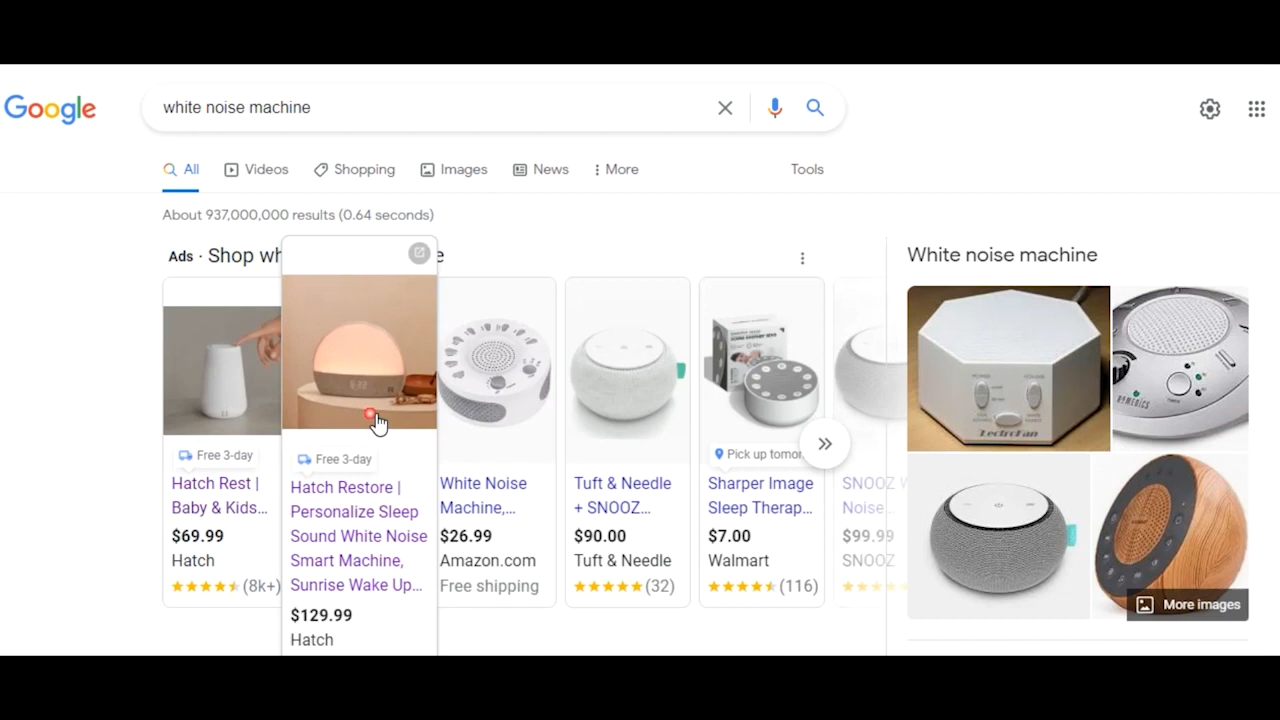 Google
white noise machine
All
Videos
Shopping
Images
News
More
Tools
About 937,000,000 results (0.64 seconds)
Ads · Shop wh
e
Free 3-day
Hatch Rest |
Baby & Kids...
$69.99
Hatch
(8k+)
Free 3-day
Hatch Restore |
Personalize Sleep
Sound White Noise
Smart Machine,
Sunrise Wake Up...
$129.99
Hatch
White Noise
Machine,...
$26.99
Amazon.com
Free shipping
Tuft & Needle
+ SNOOZ...
$90.00
Tuft & Needle
(32)
Pick up tomor
Sharper Image
Sleep Therap...
$7.00
Walmart
(116)
SNOOZ W
Noise
$99.99
SNOOZ
White noise machine
POWER
VOLUME
LectroFan
HOMEDICS
More images